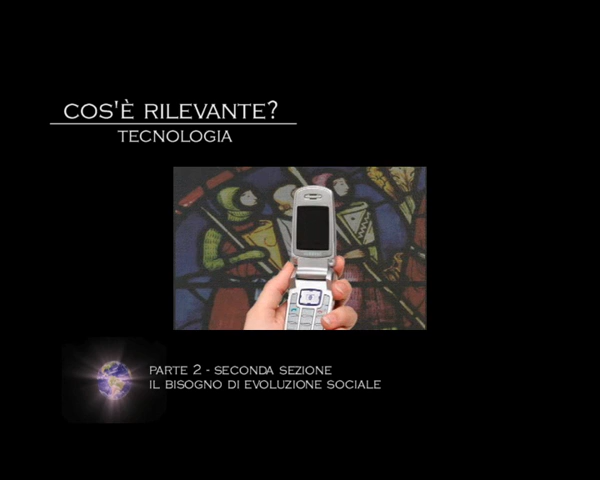 COS'È RILEVANTE?
TECNOLOGIA
PARTE 2 - SECONDA SEZIONE
IL BISOGNO DI EVOLUZIONE SOCIALE